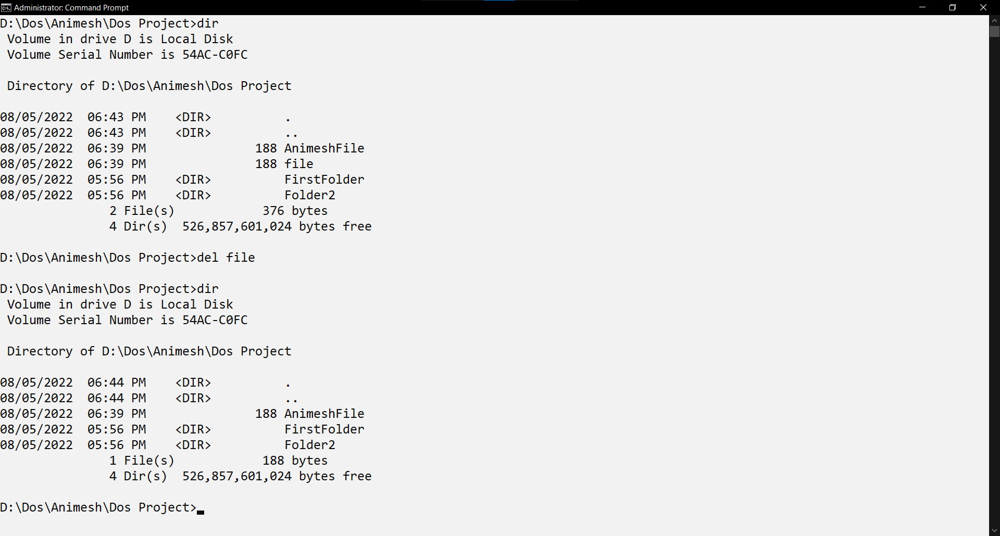 Administrator: Command Prompt
D:\Dos\Animesh\Dos Project>dir
 Volume in drive D is Local Disk
 Volume Serial Number is 54AC-C0FC

 Directory of D:\Dos\Animesh\Dos Project

08/05/2022  06:43 PM    <DIR>          .
08/05/2022  06:43 PM    <DIR>          ..
08/05/2022  06:39 PM               188 AnimeshFile
08/05/2022  06:39 PM               188 file
08/05/2022  05:56 PM    <DIR>          FirstFolder
08/05/2022  05:56 PM    <DIR>          Folder2
               2 File(s)            376 bytes
               4 Dir(s)  526,857,601,024 bytes free

D:\Dos\Animesh\Dos Project>del file

D:\Dos\Animesh\Dos Project>dir
 Volume in drive D is Local Disk
 Volume Serial Number is 54AC-C0FC

 Directory of D:\Dos\Animesh\Dos Project

08/05/2022  06:44 PM    <DIR>          .
08/05/2022  06:44 PM    <DIR>          ..
08/05/2022  06:39 PM               188 AnimeshFile
08/05/2022  05:56 PM    <DIR>          FirstFolder
08/05/2022  05:56 PM    <DIR>          Folder2
               1 File(s)            188 bytes
               4 Dir(s)  526,857,601,024 bytes free

D:\Dos\Animesh\Dos Project>